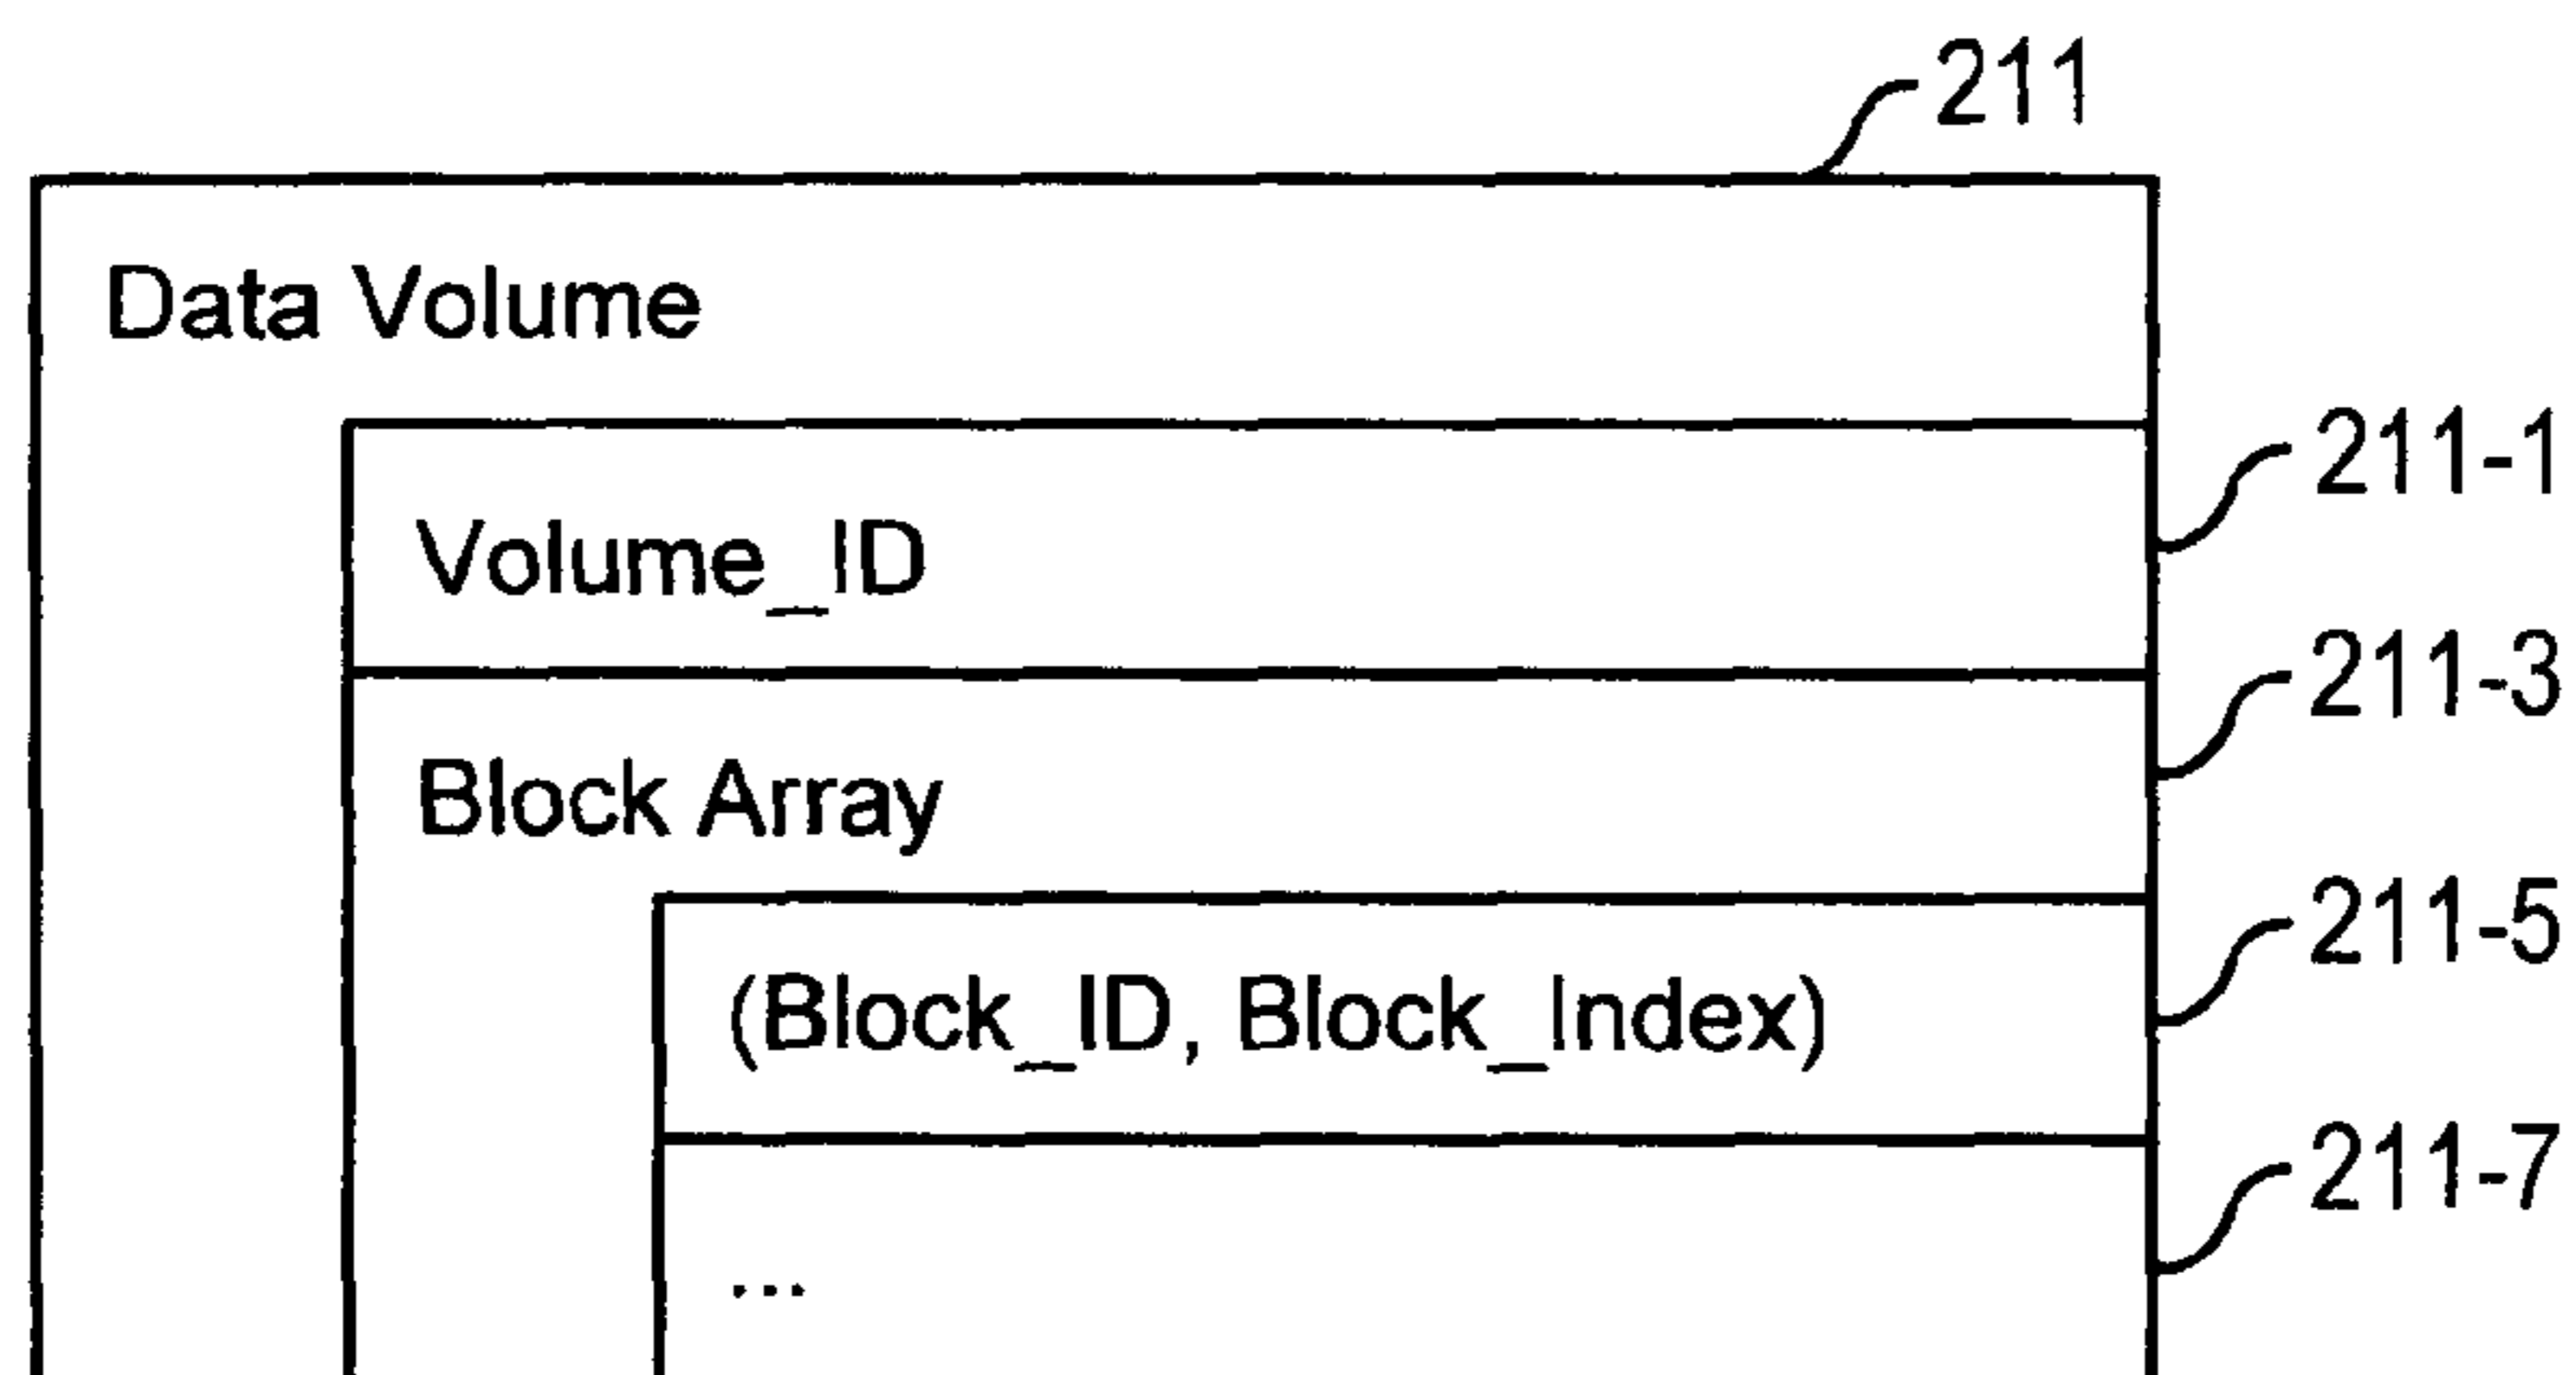 211
Data Volume
211-1
Volume_ID
211-3
Block Array
211-5
(Block_ID, Block_Index)
211-7
...